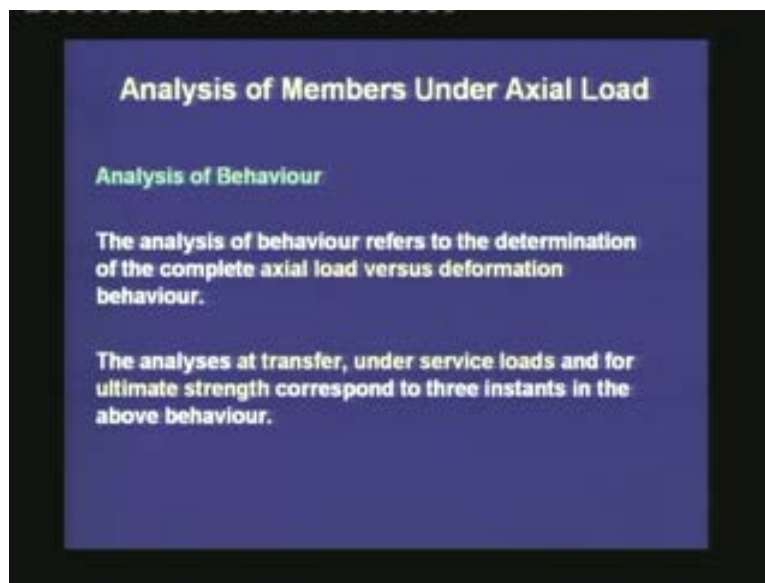 Analysis of Members Under Axial Load
Analysis of Behaviour
The analysis of behaviour refers to the determination
of the complete axial load versus deformation
behaviour.
The analyses at transfer, under service loads and for
ultimate strength correspond to three instants in the
above behaviour.